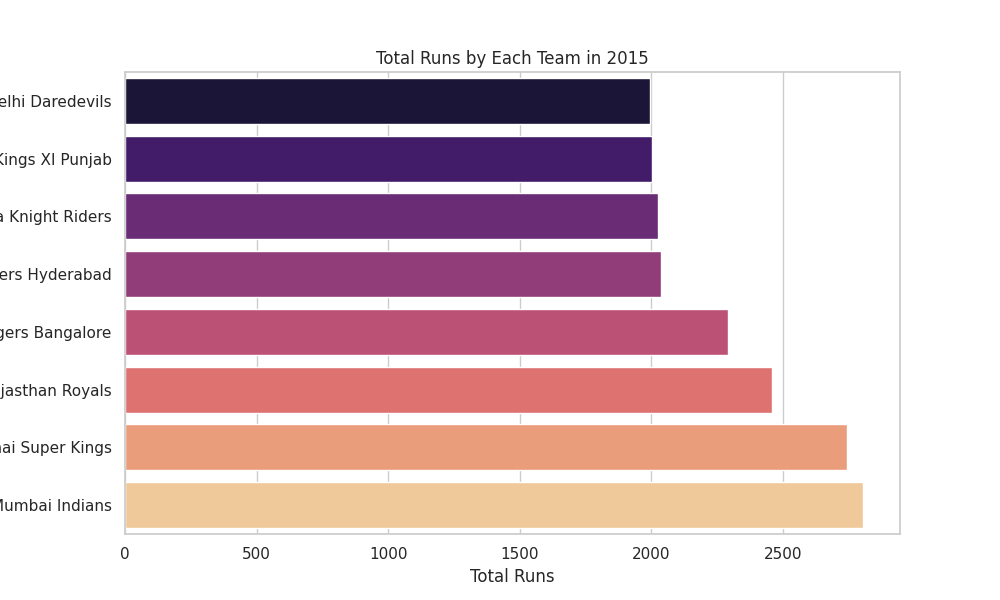 Total Runs by Each Team in 2015
elhi Daredevils
Kings XI Punjab
a Knight Riders
ers Hyderabad
gers Bangalore
jasthan Royals
nai Super Kings
Mumbai Indians
0 500 1000 1500 2000 2500
Total Runs